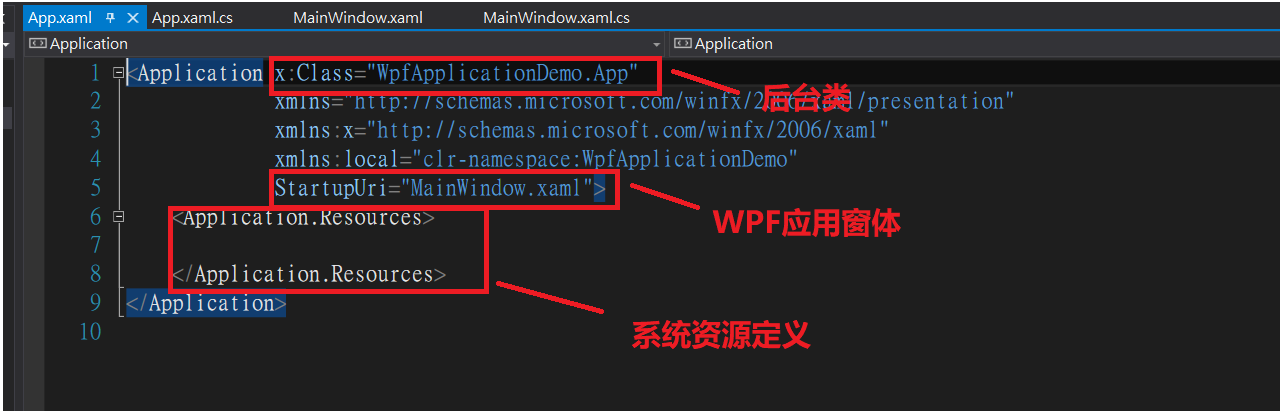 App.xaml App.xaml.cs MainWindow.xaml MainWindow.xaml.cs
Application Application
1 <Application x:Class="WpfApplicationDemo.App"
后台类
2 xmlns="http://schemas.microsoft.com/winfx/2006/xaml/presentation"
3 xmlns:x="http://schemas.microsoft.com/winfx/2006/xaml"
4 xmlns:local="clr-namespace:WpfApplicationDemo"
5 StartupUri="MainWindow.xaml">
WPF应用窗体
6 <Application.Resources>
7
8 </Application.Resources>
9 </Application>
系统资源定义
10